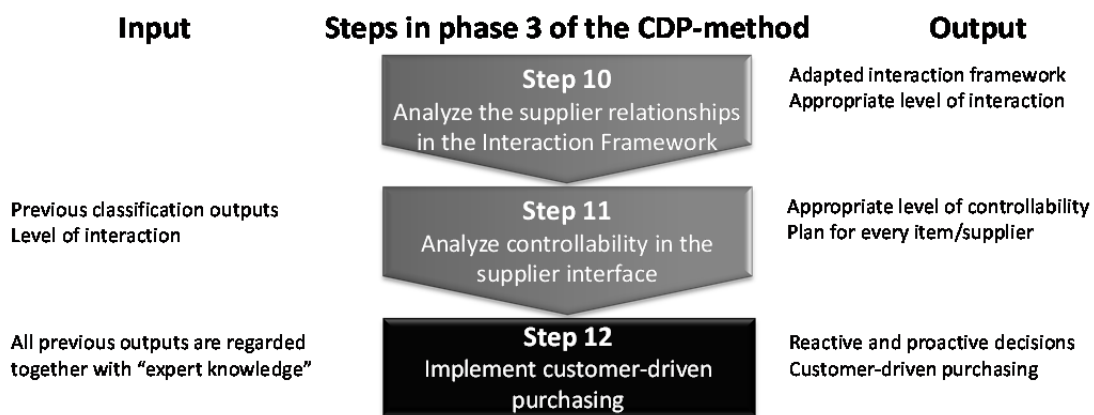 Input
Steps in phase 3 of the CDP-method
Output
Step 10
Analyze the supplier relationships
in the Interaction Framework
Adapted interaction framework
Appropriate level of interaction
Previous classification outputs
Level of interaction
Step 11
Analyze controllability in the
supplier interface
Appropriate level of controllability
Plan for every item/supplier
All previous outputs are regarded
together with “expert knowledge”
Step 12
Implement customer-driven
purchasing
Reactive and proactive decisions
Customer-driven purchasing